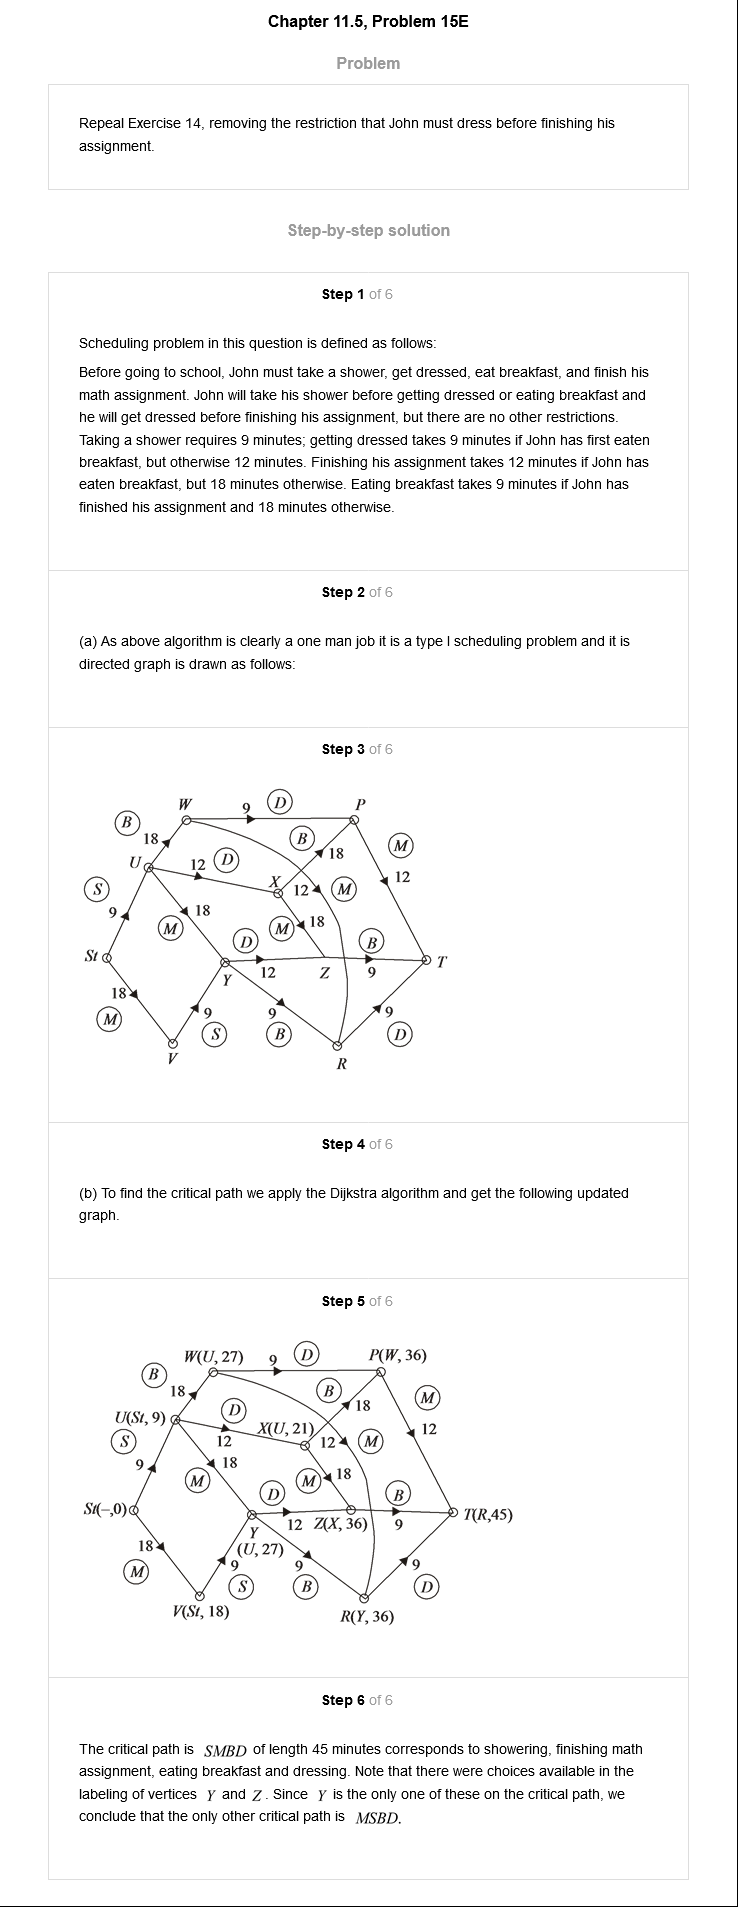 Chapter 11.5, Problem 15E
Problem
Repeal Exercise 14, removing the restriction that John must dress before finishing his
assignment.
Step-by-step solution
Step 1 of 6
Scheduling problem in this question is defined as follows:
Before going to school, John must take a shower, get dressed, eat breakfast, and finish his
math assignment. John will take his shower before getting dressed or eating breakfast and
he will get dressed before finishing his assignment, but there are no other restrictions.
Taking a shower requires 9 minutes; getting dressed takes 9 minutes if John has first eaten
breakfast, but otherwise 12 minutes. Finishing his assignment takes 12 minutes if John has
eaten breakfast, but 18 minutes otherwise. Eating breakfast takes 9 minutes if John has
finished his assignment and 18 minutes otherwise.
Step 2 of 6
(a) As above algorithm is clearly a one man job it is a type I scheduling problem and it is
directed graph is drawn as follows:
Step 3 of 6
W 9 D P
B
18 B 18 M
U 12 D
X 12 M 12
S
9 18 M 18
M D B
St Y 12 Z 9 T
18 9 9
M S B D
V R
Step 4 of 6
(b) To find the critical path we apply the Dijkstra algorithm and get the following updated
graph.
Step 5 of 6
W(U, 27) 9 D P(W, 36)
B
18 B 18 M
U(St, 9) D X(U, 21) 12
S 12 12 M
9 18 18
M D M B
St(–,0) Y 12 Z(X, 36) 9 T(R,45)
18 (U, 27)
M 9 9 9
S B D
V(St, 18) R(Y, 36)
Step 6 of 6
The critical path is SMBD of length 45 minutes corresponds to showering, finishing math
assignment, eating breakfast and dressing. Note that there were choices available in the
labeling of vertices Y and Z. Since Y is the only one of these on the critical path, we
conclude that the only other critical path is MSBD.